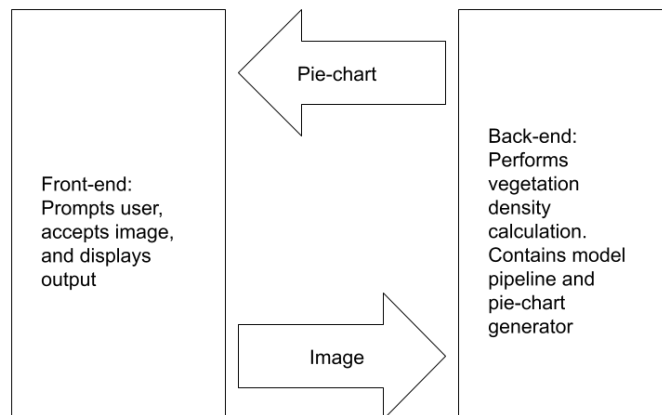 Pie-chart
Front-end:
Prompts user,
accepts image,
and displays
output
Back-end:
Performs
vegetation
density
calculation.
Contains model
pipeline and
pie-chart
generator
Image